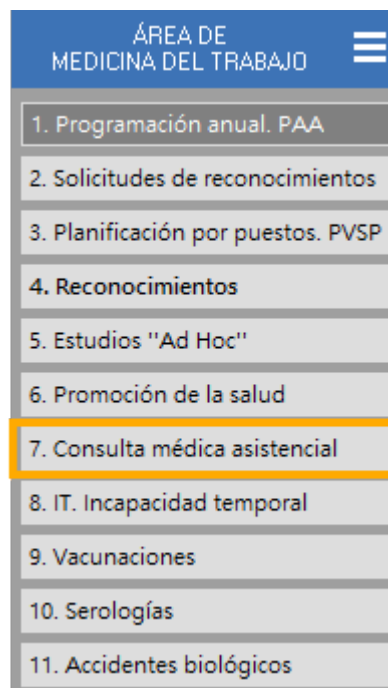 ÁREA DE
MEDICINA DEL TRABAJO
1. Programación anual. PAA
2. Solicitudes de reconocimientos
3. Planificación por puestos. PVSP
4. Reconocimientos
5. Estudios "Ad Hoc"
6. Promoción de la salud
7. Consulta médica asistencial
8. IT. Incapacidad temporal
9. Vacunaciones
10. Serologías
11. Accidentes biológicos